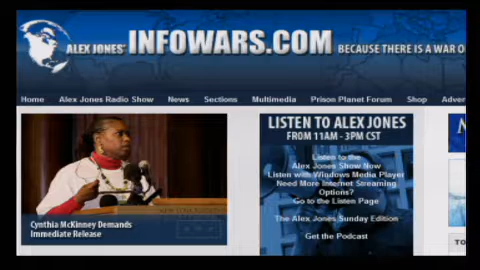 ALEX JONES' INFOWARS.COM BECAUSE THERE IS A WAR O
Home Alex Jones Radio Show News Sections Multimedia Prison Planet Forum Shop Adver
LISTEN TO ALEX JONES
FROM 11AM - 3PM CST
Listen to the
Alex Jones Show Now
Listen with Windows Media Player
Need More Internet Streaming
Options?
Go to the Listen Page
The Alex Jones Sunday Edition
Get the Podcast
Cynthia McKinney Demands
Immediate Release
TO